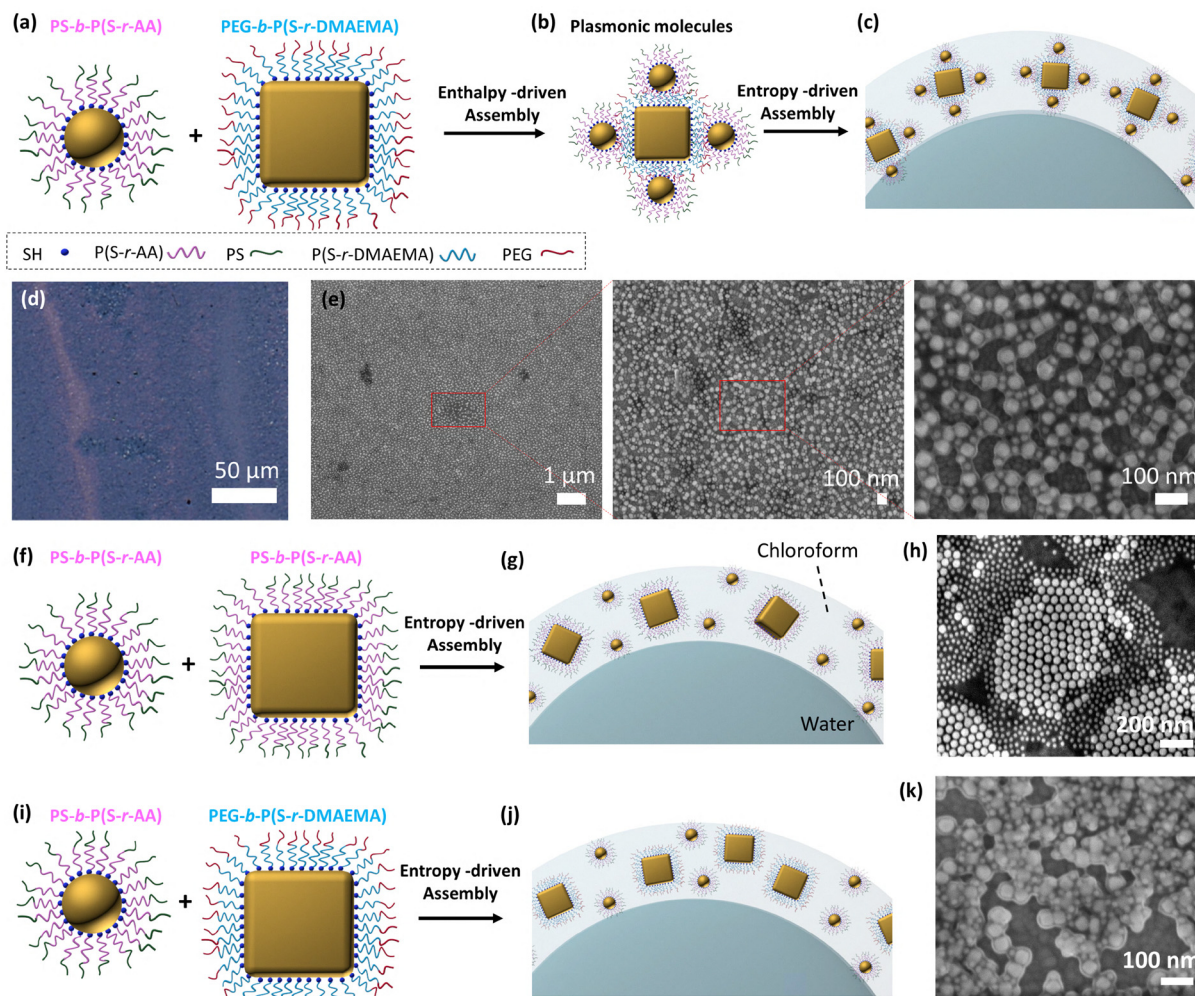 (a) PS-b-P(S-r-AA) PEG-b-P(S-r-DMAEMA) (b) Plasmonic molecules (c)
+
Enthalpy -driven
Assembly
Entropy -driven
Assembly
SH P(S-r-AA) PS P(S-r-DMAEMA) PEG
(d) (e)
50 μm 1 μm 100 nm 100 nm
(f) PS-b-P(S-r-AA) PS-b-P(S-r-AA) (g) Chloroform (h)
+
Entropy -driven
Assembly
Water
200 nm
(i) PS-b-P(S-r-AA) PEG-b-P(S-r-DMAEMA) (j) (k)
+
Entropy -driven
Assembly
100 nm